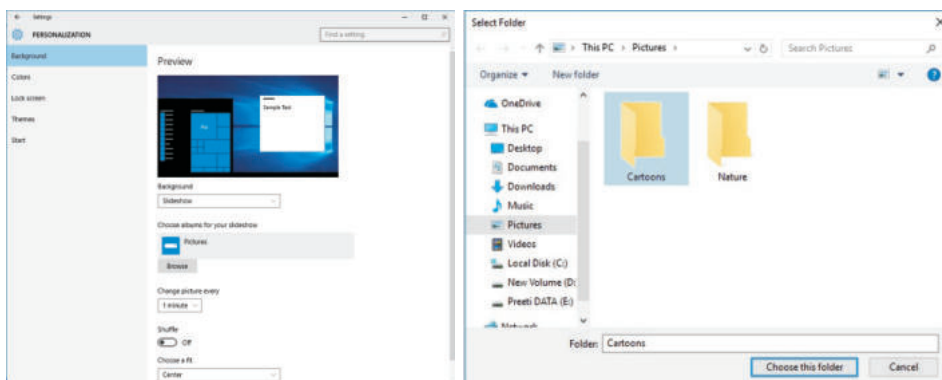 Settings
PERSONALIZATION
Find a setting
Background
Colors
Lock screen
Themes
Start
Preview
Sample Text
Background
Slideshow
Choose albums for your slideshow
Pictures
Browse
Change picture every
1 minute
Shuffle
Off
Choose a fit
Center
Select Folder
This PC > Pictures >
Search Pictures
Organize
New folder
OneDrive
This PC
Desktop
Documents
Downloads
Music
Pictures
Videos
Local Disk (C:)
New Volume (D:
Preeti DATA (E:)
Network
Cartoons
Nature
Folder: Cartoons
Choose this folder
Cancel